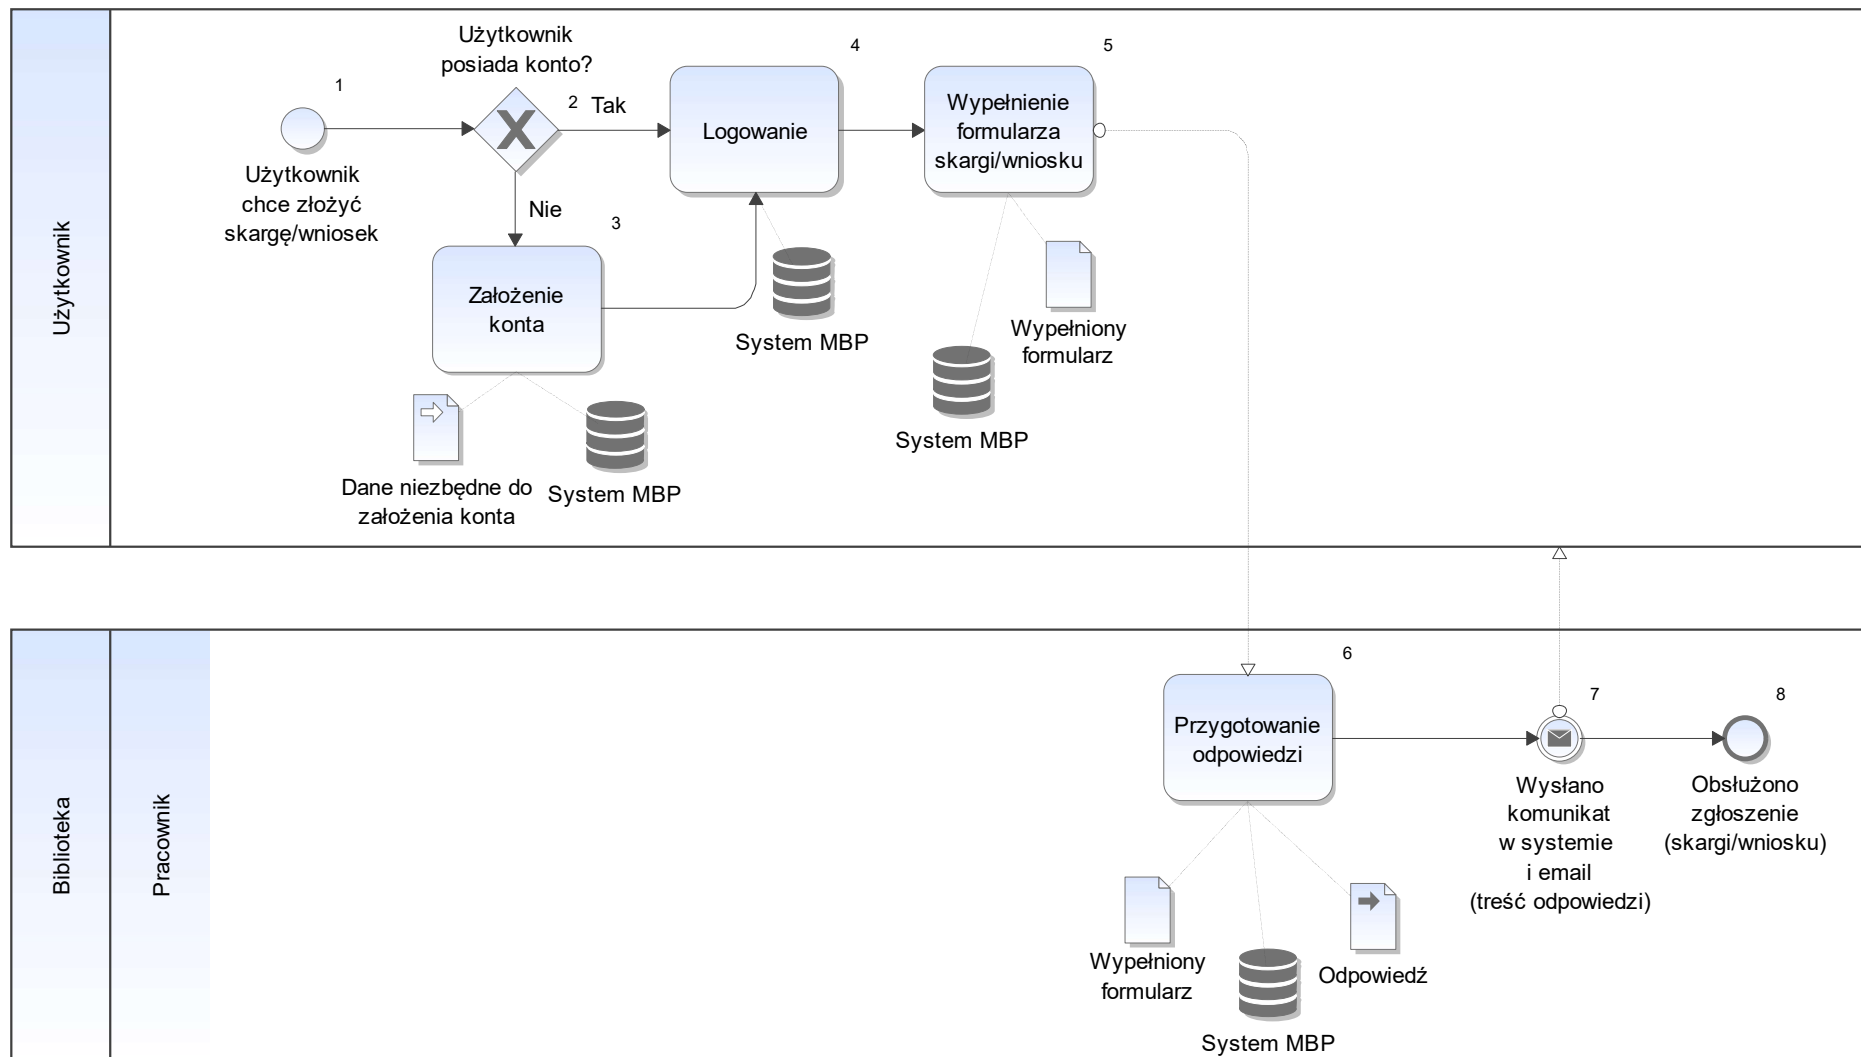 Użytkownik
1
Użytkownik
chce złożyć
skargę/wniosek
Użytkownik
posiada konto?
2
Tak
Nie
3
Założenie
konta
Dane niezbędne do
założenia konta
System MBP
4
Logowanie
System MBP
5
Wypełnienie
formularza
skargi/wniosku
System MBP
Wypełniony
formularz
Biblioteka
Pracownik
6
Przygotowanie
odpowiedzi
Wypełniony
formularz
System MBP
Odpowiedź
7
Wysłano
komunikat
w systemie
i email
(treść odpowiedzi)
8
Obsłużono
zgłoszenie
(skargi/wniosku)